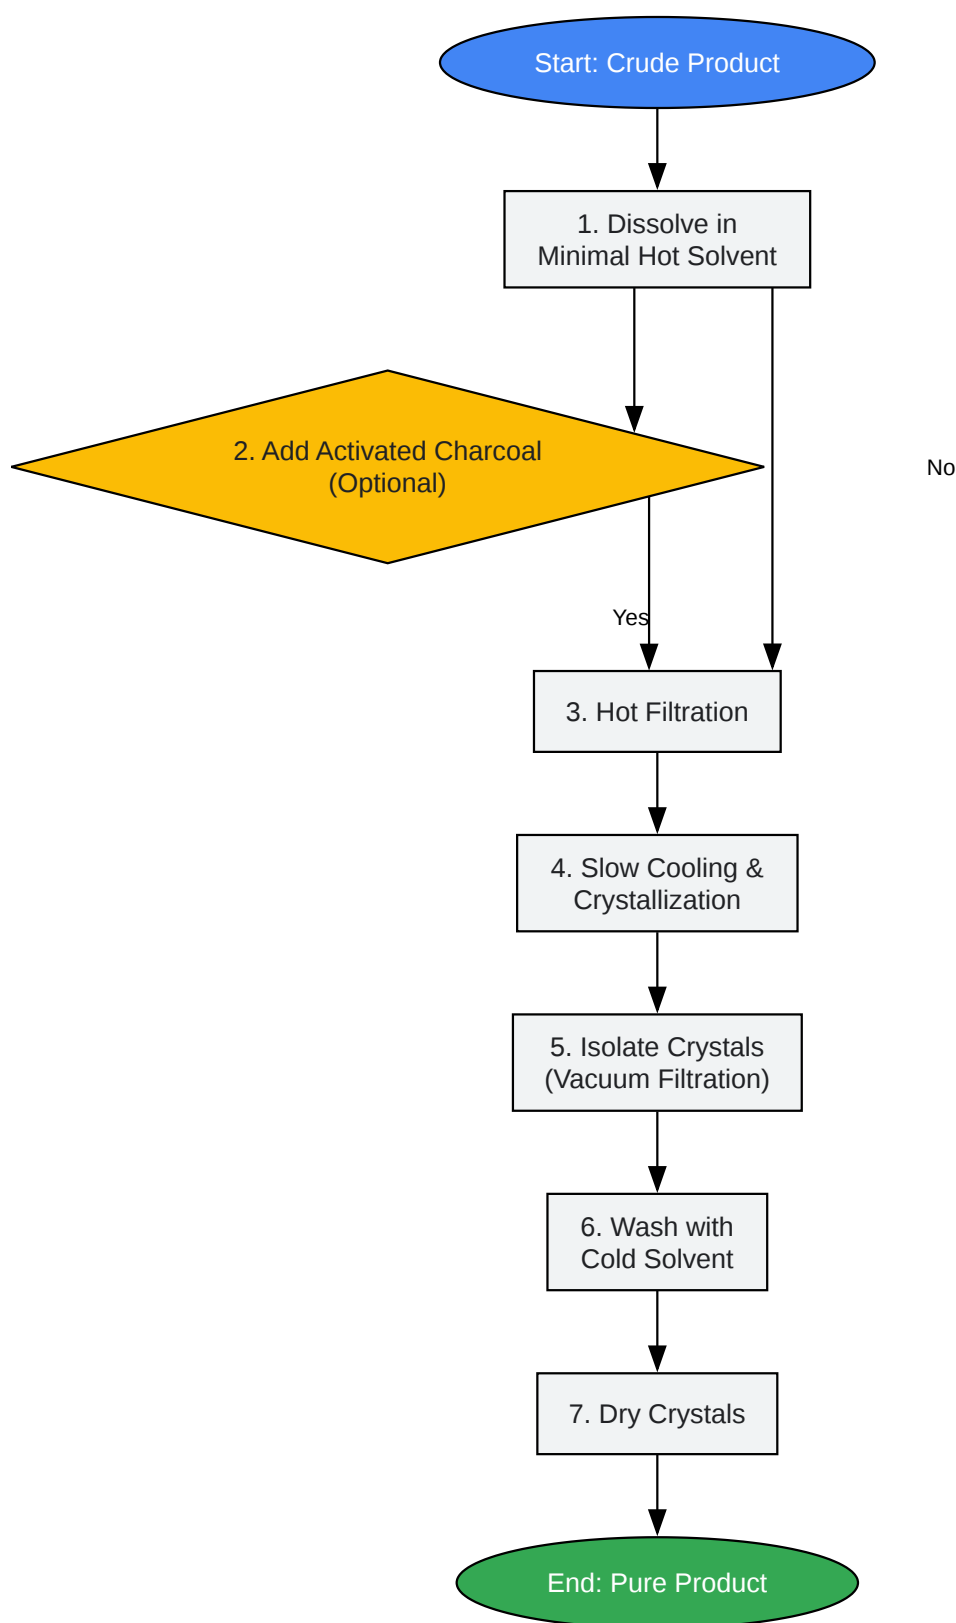 Start: Crude Product
1. Dissolve in
Minimal Hot Solvent
2. Add Activated Charcoal
(Optional)
No
Yes
3. Hot Filtration
4. Slow Cooling &
Crystallization
5. Isolate Crystals
(Vacuum Filtration)
6. Wash with
Cold Solvent
7. Dry Crystals
End: Pure Product